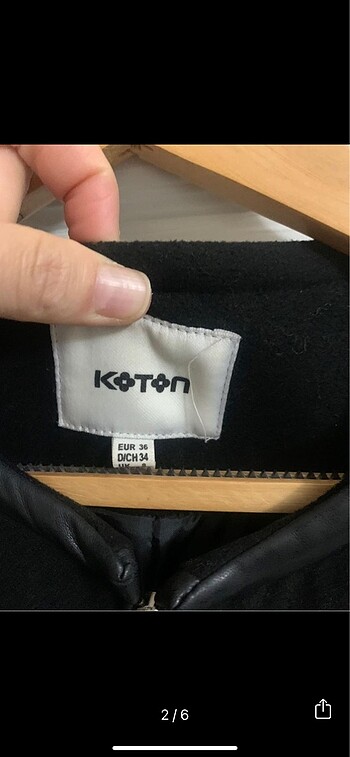 KOTON
EUR 36
D/CH 34
2/6